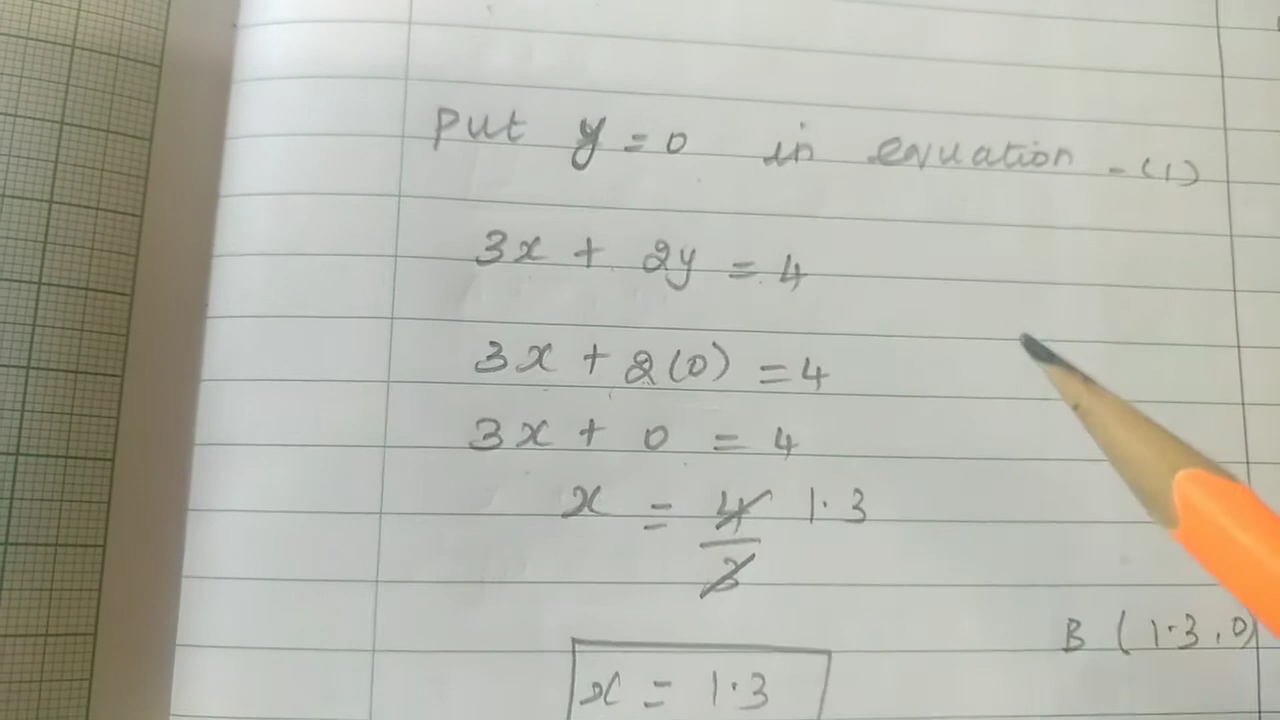 Put y = 0 in equation - (1)
3x + 2y = 4
3x + 2(0) = 4
3x + 0 = 4
x = 4/3 1.3
B (1.3, 0)
x = 1.3